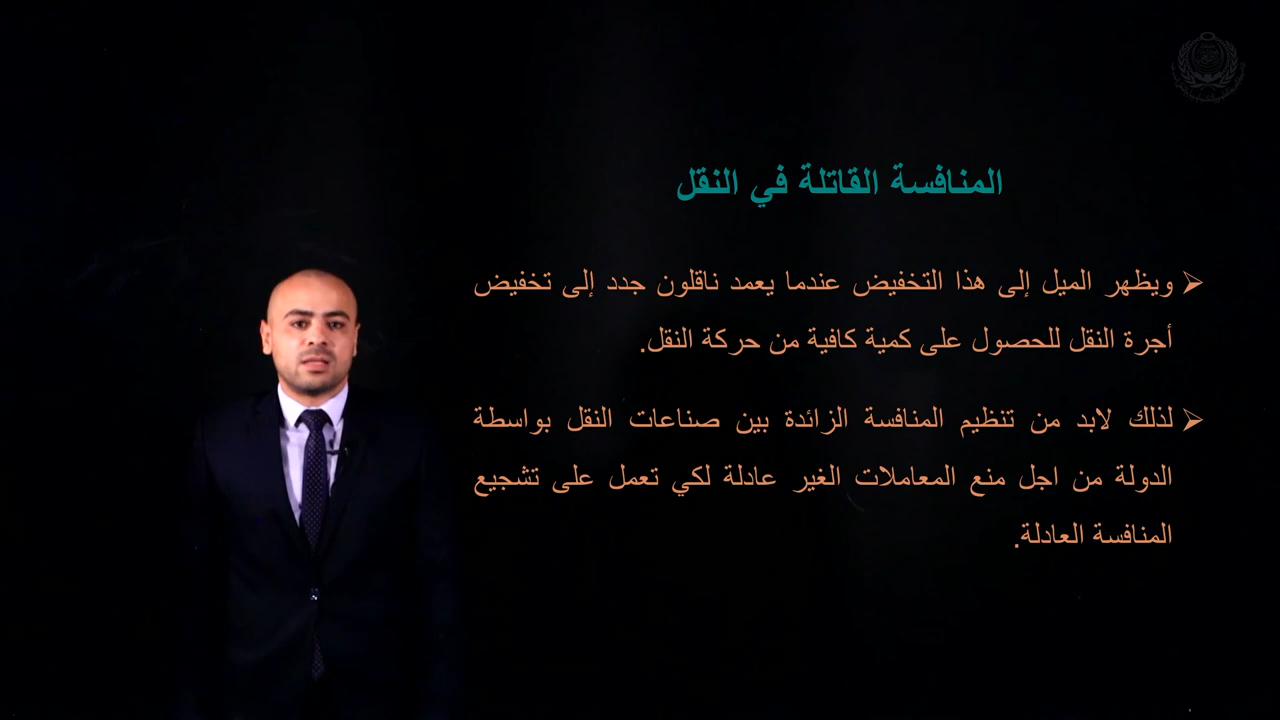 المنافسة القاتلة في النقل
ويظهر الميل إلى هذا التخفيض عندما يعمد ناقلون جدد إلى تخفيض
أجرة النقل للحصول على كمية كافية من حركة النقل.
لذلك لابد من تنظيم المنافسة الزائدة بين صناعات النقل بواسطة
الدولة من اجل منع المعاملات الغير عادلة لكي تعمل على تشجيع
المنافسة العادلة.